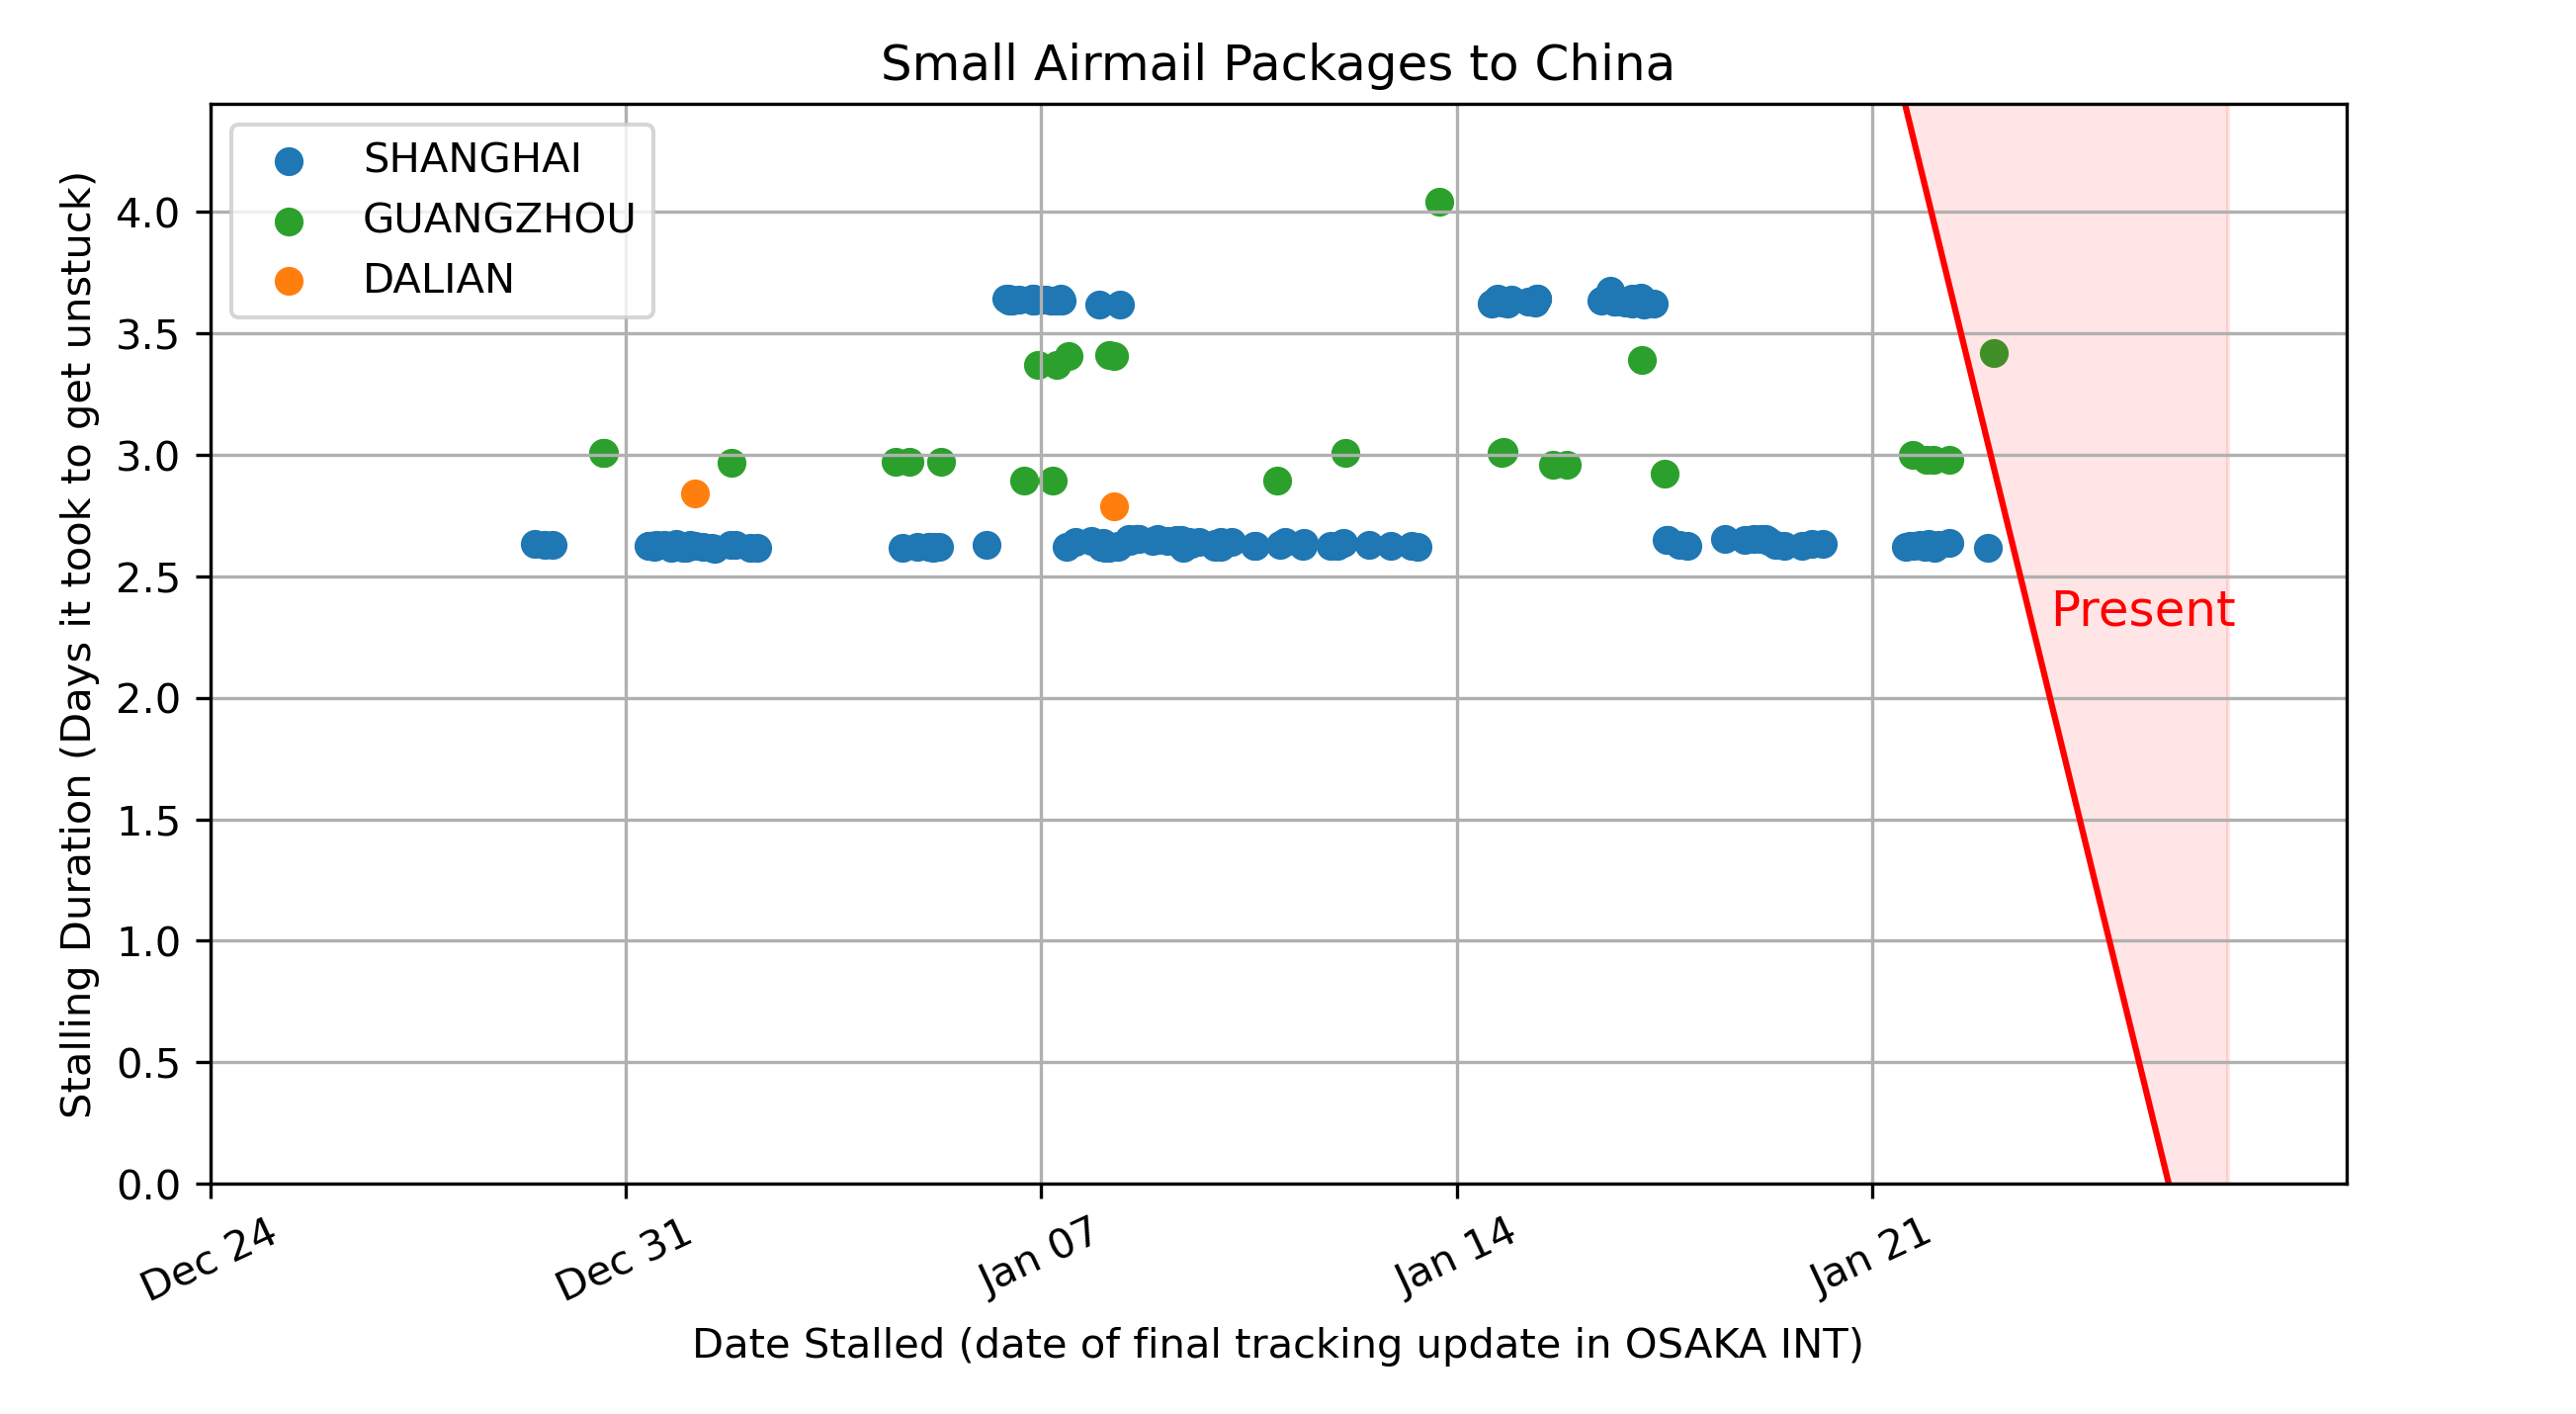 Small Airmail Packages to China
SHANGHAI
GUANGZHOU
DALIAN
Stalling Duration (Days it took to get unstuck)
4.0
3.5
3.0
2.5
2.0
1.5
1.0
0.5
0.0
Present
Dec 24
Dec 31
Jan 07
Jan 14
Jan 21
Date Stalled (date of final tracking update in OSAKA INT)